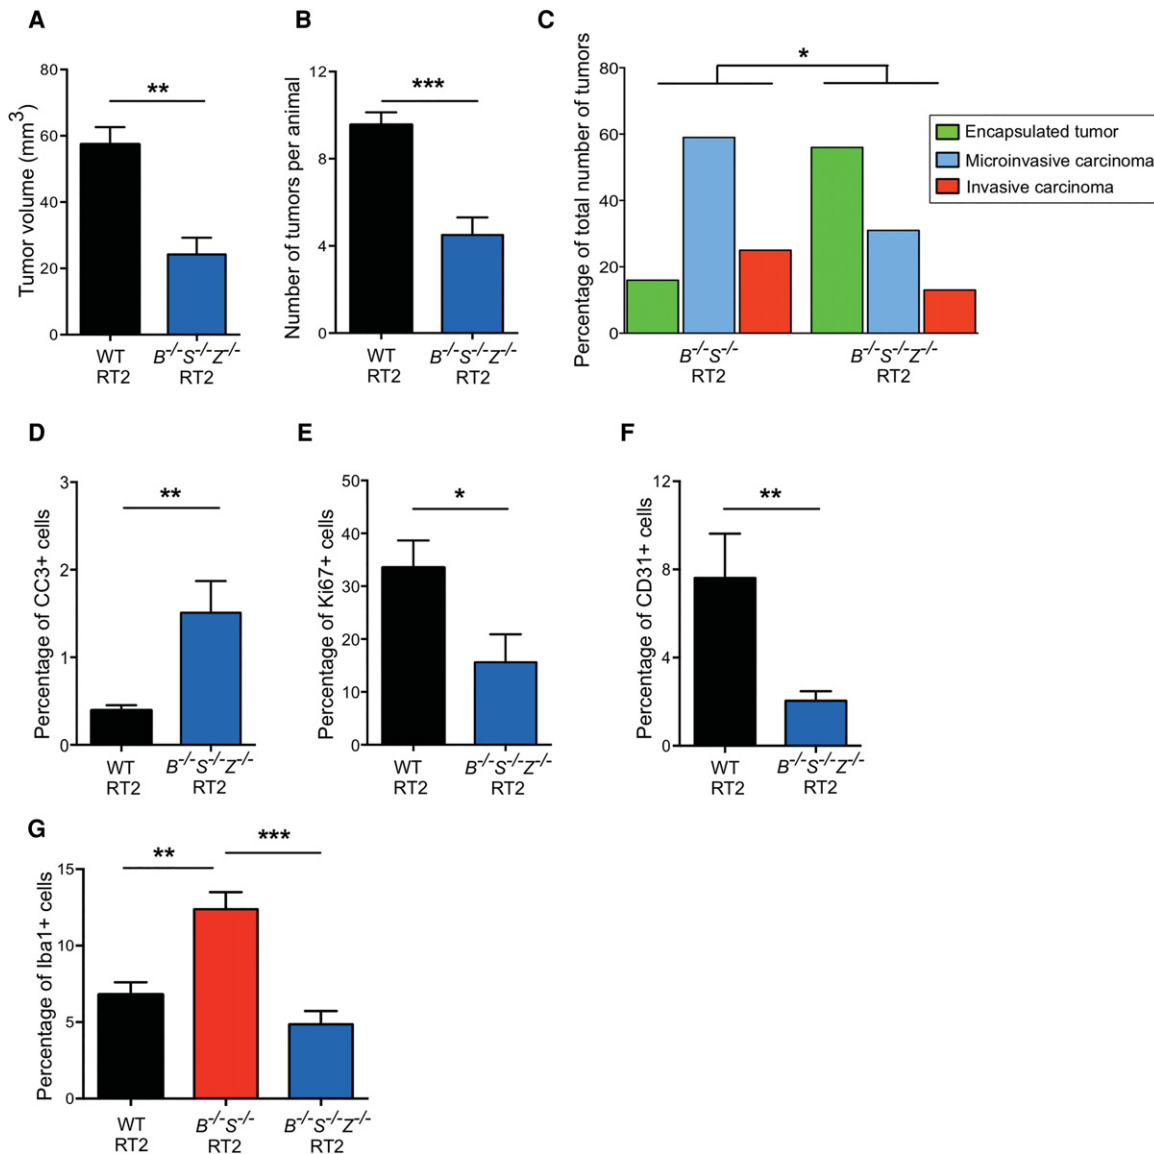 A
Tumor volume (mm³)
80
60
40
20
0
**
WT
RT2
B-/-S-/-Z-/-
RT2
B
Number of tumors per animal
12
8
4
0
***
WT
RT2
B-/-S-/-Z-/-
RT2
C
Percentage of total number of tumors
80
60
40
20
0
*
Encapsulated tumor
Microinvasive carcinoma
Invasive carcinoma
B-/-S-/-
RT2
B-/-S-/-Z-/-
RT2
D
Percentage of CC3+ cells
3
2
1
0
**
WT
RT2
B-/-S-/-Z-/-
RT2
E
Percentage of Ki67+ cells
50
40
30
20
10
0
*
WT
RT2
B-/-S-/-Z-/-
RT2
F
Percentage of CD31+ cells
12
8
4
0
**
WT
RT2
B-/-S-/-Z-/-
RT2
G
Percentage of Iba1+ cells
15
10
5
0
**
***
WT
RT2
B-/-S-/-
RT2
B-/-S-/-Z-/-
RT2